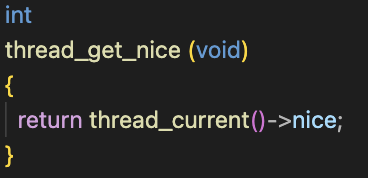 int
thread_get_nice (void)
{
  return thread_current()->nice;
}